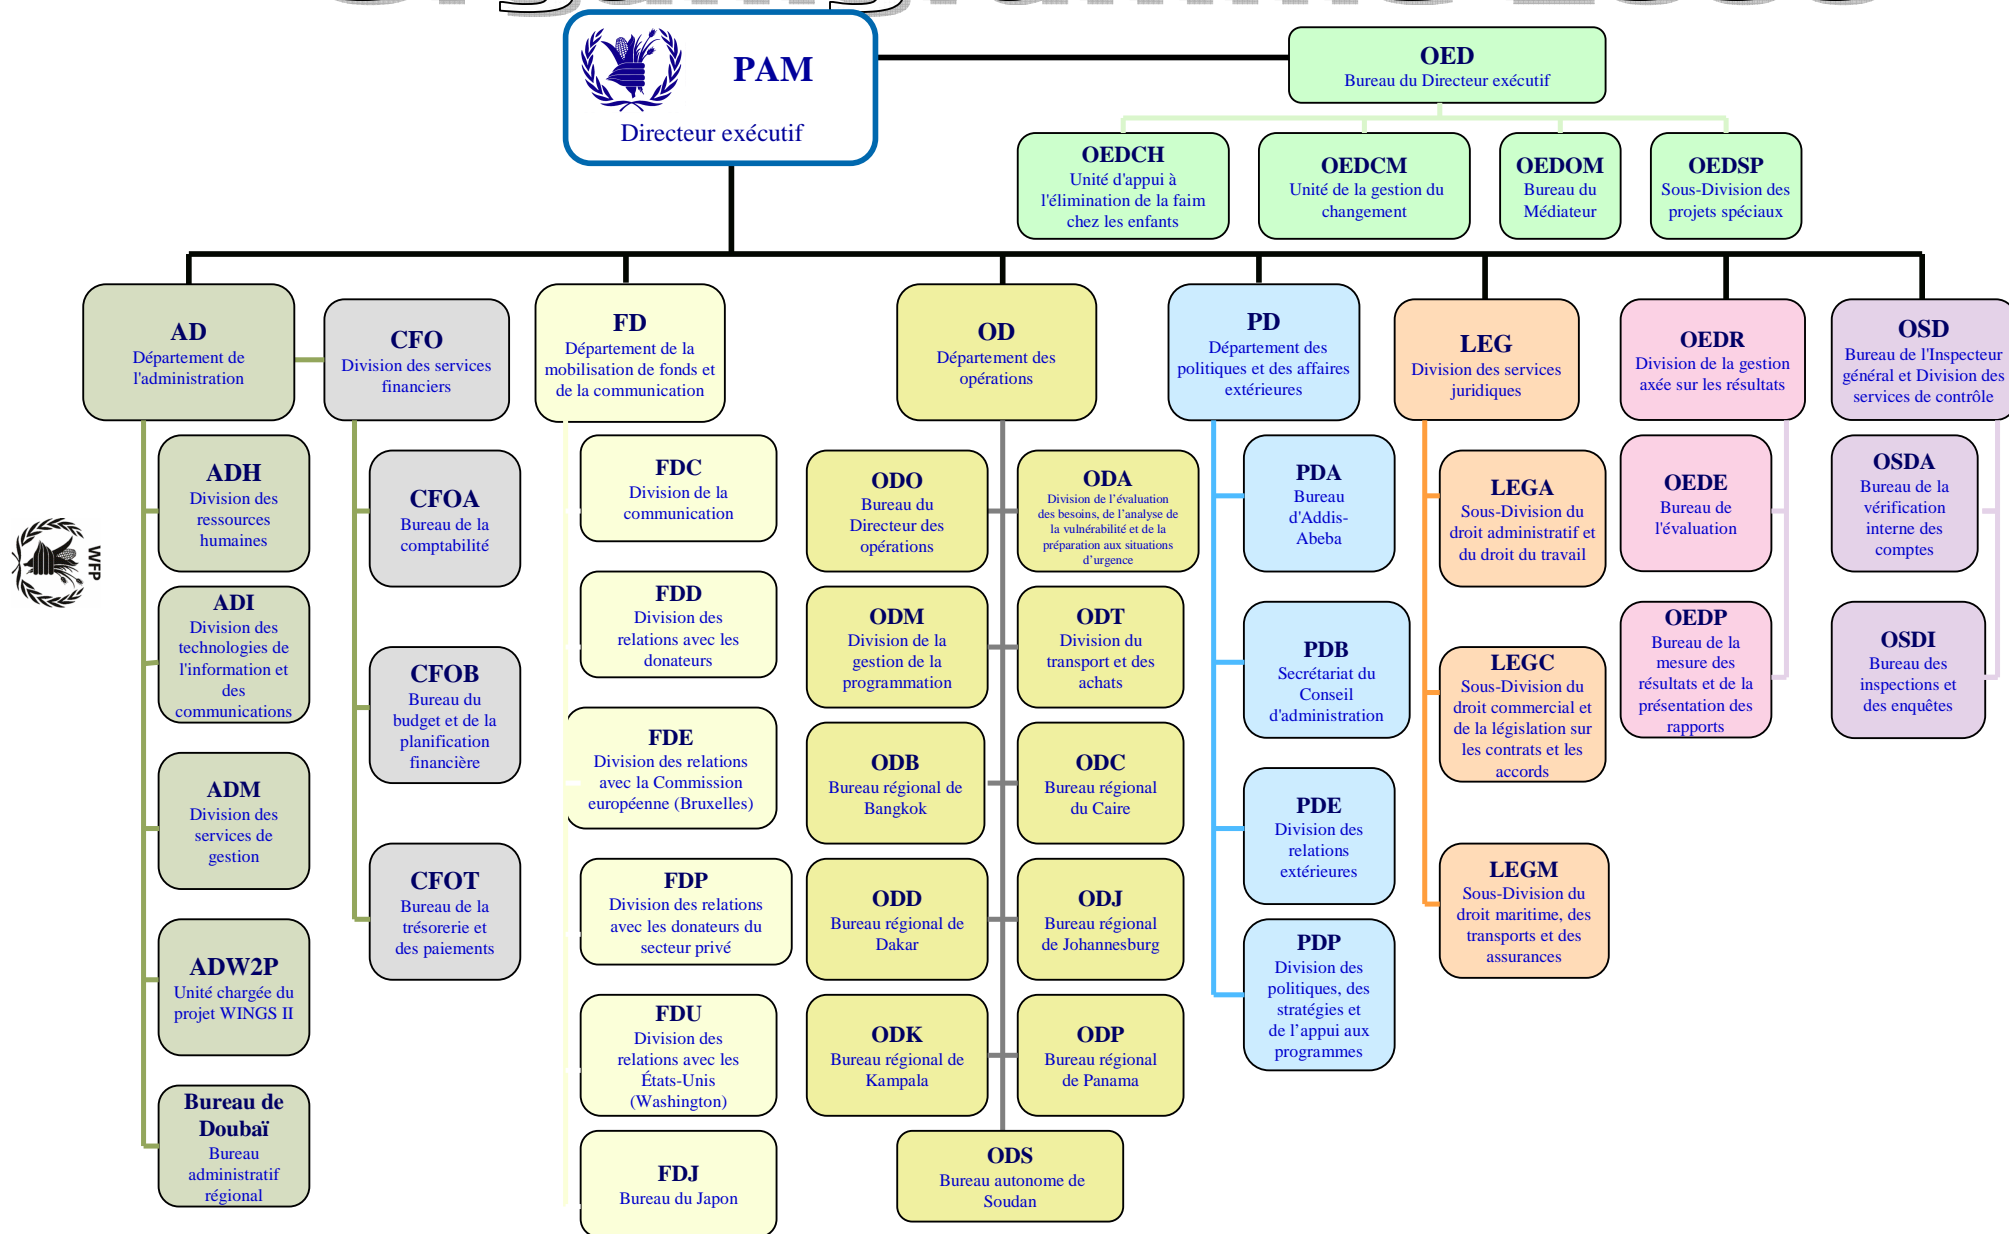 PAM
Directeur exécutif
OED
Bureau du Directeur exécutif
OEDCH
Unité d'appui à
l'élimination de la faim
chez les enfants
OEDCM
Unité de la gestion du
changement
OEDOM
Bureau du
Médiateur
OEDSP
Sous-Division des
projets spéciaux
AD
Département de
l'administration
CFO
Division des services
financiers
FD
Département de la
mobilisation de fonds et
de la communication
OD
Département des
opérations
PD
Département des
politiques et des affaires
extérieures
LEG
Division des services
juridiques
OEDR
Division de la gestion
axée sur les résultats
OSD
Bureau de l'Inspecteur
général et Division des
services de contrôle
ADH
Division des
ressources
humaines
ADI
Division des
technologies de
l'information et
des
communications
ADM
Division des
services de
gestion
ADW2P
Unité chargée du
projet WINGS II
Bureau de
Doubaï
Bureau
administratif
régional
CFOA
Bureau de la
comptabilité
CFOB
Bureau du
budget et de la
planification
financière
CFOT
Bureau de la
trésorerie et
des paiements
FDC
Division de la
communication
FDD
Division des
relations avec les
donateurs
FDE
Division des relations
avec la Commission
européenne (Bruxelles)
FDP
Division des relations
avec les donateurs du
secteur privé
FDU
Division des
relations avec les
États-Unis
(Washington)
FDJ
Bureau du Japon
ODO
Bureau du
Directeur des
opérations
ODA
Division de l’évaluation
des besoins, de l’analyse de
la vulnérabilité et de la
préparation aux situations
d’urgence
ODM
Division de la
gestion de la
programmation
ODT
Division du
transport et des
achats
ODB
Bureau régional de
Bangkok
ODC
Bureau régional
du Caire
ODD
Bureau régional de
Dakar
ODJ
Bureau régional
de Johannesburg
ODK
Bureau régional de
Kampala
ODP
Bureau régional
de Panama
ODS
Bureau autonome de
Soudan
PDA
Bureau
d'Addis-
Abeba
PDB
Secrétariat du
Conseil
d'administration
PDE
Division des
relations
extérieures
PDP
Division des
politiques, des
stratégies et
de l’appui aux
programmes
LEGA
Sous-Division du
droit administratif et
du droit du travail
LEGC
Sous-Division du
droit commercial et
de la législation sur
les contrats et les
accords
LEGM
Sous-Division du
droit maritime, des
transports et des
assurances
OEDE
Bureau de
l'évaluation
OEDP
Bureau de la
mesure des
résultats et de la
présentation des
rapports
OSDA
Bureau de la
vérification
interne des
comptes
OSDI
Bureau des
inspections et
des enquêtes
WFP